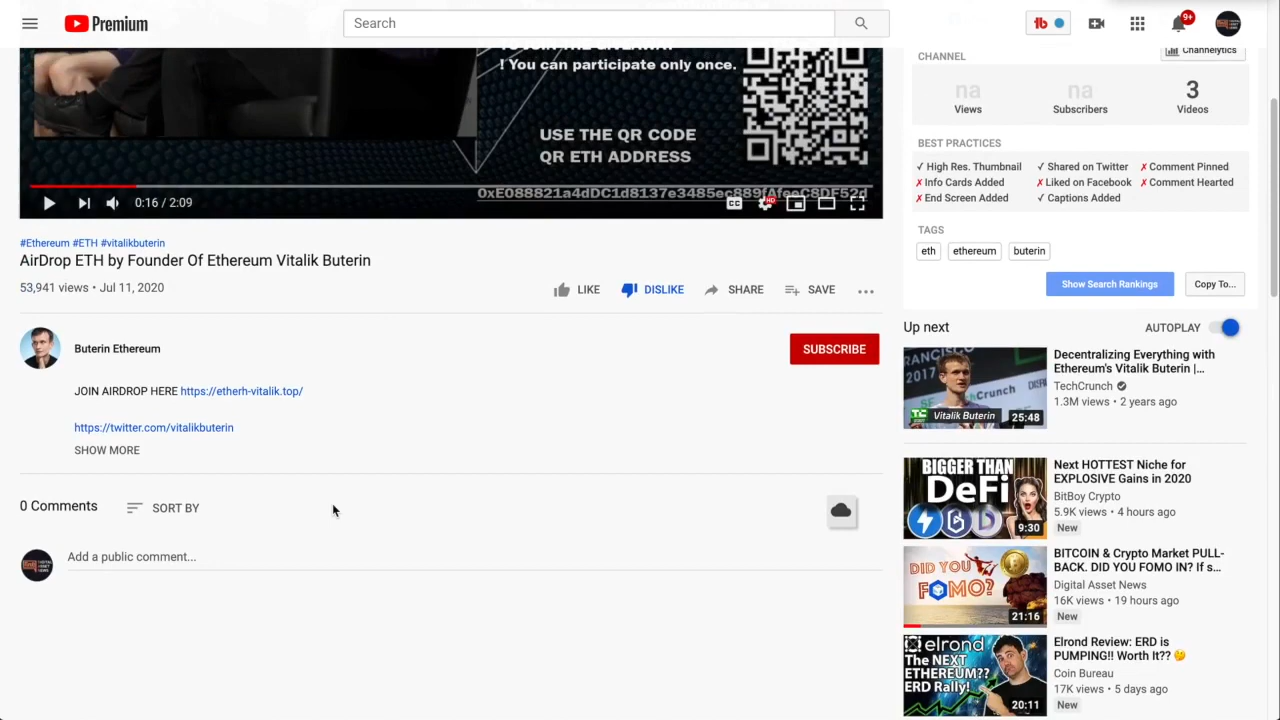 Premium
Search
9+
TO JOIN THE GIVEAWAY!
! You can participate only once.
USE THE QR CODE
QR ETH ADDRESS
0:16 / 2:09
CC
HD
#Ethereum #ETH #vitalikbuterin
AirDrop ETH by Founder Of Ethereum Vitalik Buterin
53,941 views • Jul 11, 2020
LIKE
DISLIKE
SHARE
SAVE
Buterin Ethereum
SUBSCRIBE
JOIN AIRDROP HERE https://etherh-vitalik.top/
https://twitter.com/vitalikbuterin
SHOW MORE
0 Comments
SORT BY
Add a public comment...
CHANNEL
Channelytics
na na 3
Views Subscribers Videos
BEST PRACTICES
✓ High Res. Thumbnail ✓ Shared on Twitter ✗ Comment Pinned
✗ Info Cards Added ✗ Liked on Facebook ✗ Comment Hearted
✗ End Screen Added ✓ Captions Added
TAGS
eth ethereum buterin
Show Search Rankings Copy To...
Up next
AUTOPLAY
FRANCISCO
2017
Vitalik Buterin
25:48
Decentralizing Everything with
Ethereum's Vitalik Buterin |...
TechCrunch
1.3M views • 2 years ago
BIGGER THAN
DeFi
9:30
Next HOTTEST Niche for
EXPLOSIVE Gains in 2020
BitBoy Crypto
5.9K views • 4 hours ago
New
DID YOU
FOMO?
21:16
BITCOIN & Crypto Market PULL-
BACK. DID YOU FOMO IN? If s...
Digital Asset News
16K views • 19 hours ago
New
elrond
The NEXT
ETHEREUM??
ERD Rally!
20:11
Elrond Review: ERD is
PUMPING!! Worth It?? 🤔
Coin Bureau
17K views • 5 days ago
New